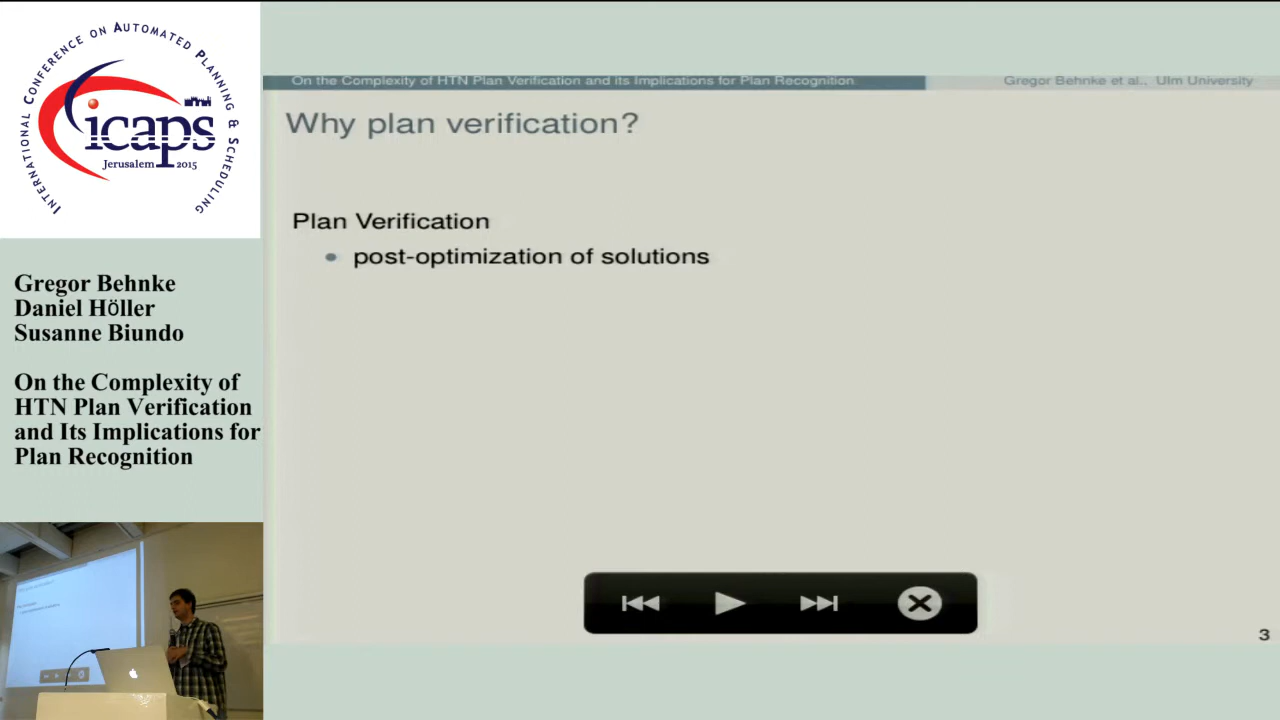 INTERNATIONAL CONFERENCE ON AUTOMATED PLANNING & SCHEDULING
icaps
Jerusalem 2015
Gregor Behnke
Daniel Höller
Susanne Biundo
On the Complexity of
HTN Plan Verification
and Its Implications for
Plan Recognition
On the Complexity of HTN Plan Verification and its Implications for Plan Recognition
Gregor Behnke et al., Ulm University
Why plan verification?
Plan Verification
• post-optimization of solutions
3